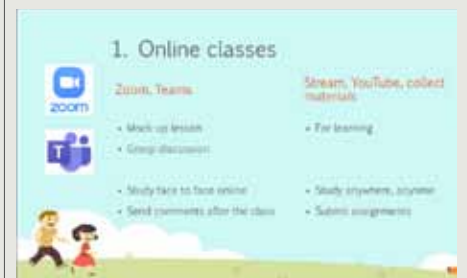 1. Online classes
zoom
Zoom, Teams
• Mock up lesson
• Group discussion
• Study face to face online
• Send comments after the class
Stream, YouTube, collect
materials
• For learning
• Study anywhere, anytime
• Submit assignments